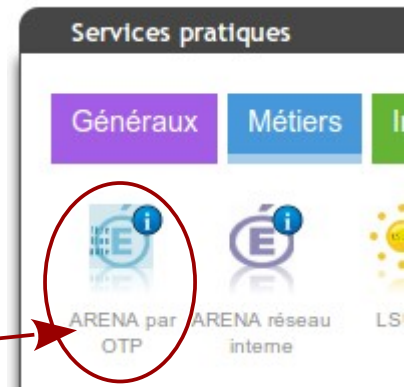 Services pratiques
Généraux Métiers
É i É i
ARENA par ARENA réseau
OTP interne